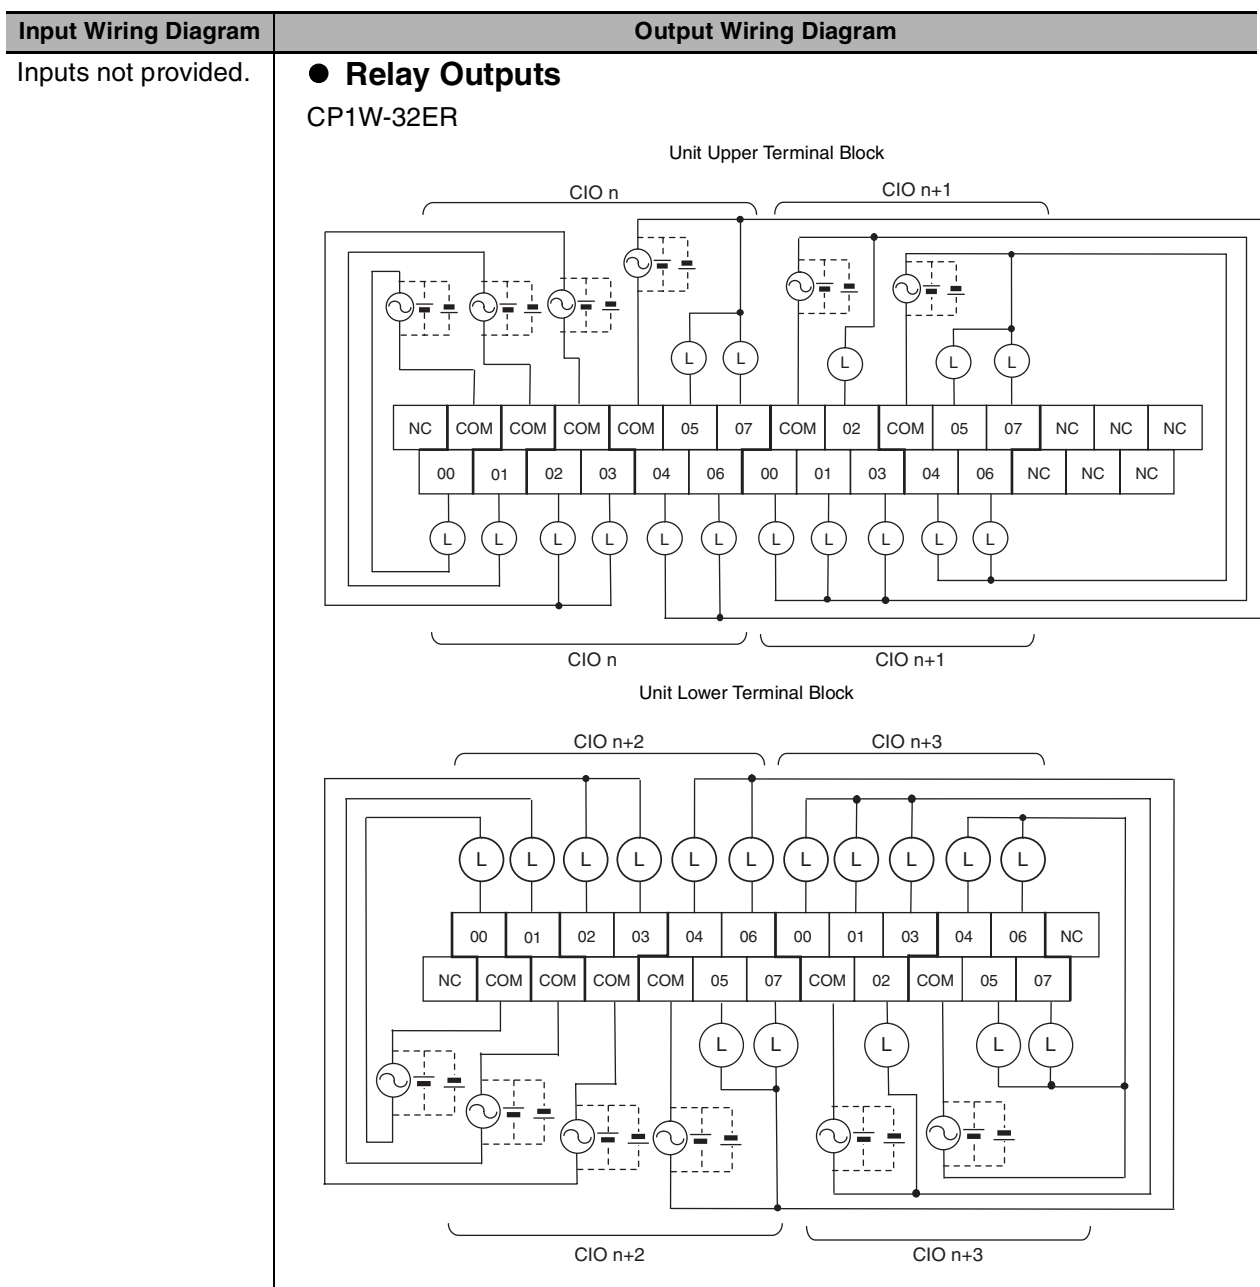 Input Wiring Diagram Output Wiring Diagram
Inputs not provided.
● Relay Outputs
CP1W-32ER
Unit Upper Terminal Block
CIO n CIO n+1
L L L L L
NC COM COM COM COM 05 07 COM 02 COM 05 07 NC NC NC
00 01 02 03 04 06 00 01 03 04 06 NC NC NC
L L L L L L L L L L L
CIO n CIO n+1
Unit Lower Terminal Block
CIO n+2 CIO n+3
L L L L L L L L L L L
00 01 02 03 04 06 00 01 03 04 06 NC
NC COM COM COM COM 05 07 COM 02 COM 05 07
L L L L L
CIO n+2 CIO n+3